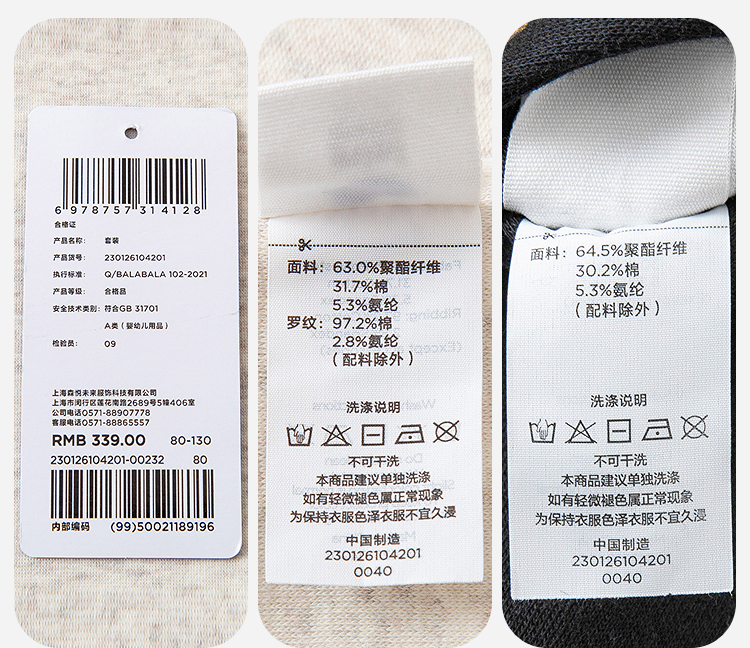 6 978757 314128
合格证
产品名称： 套装
产品货号： 230126104201
执行标准： Q/BALABALA 102-2021
产品等级： 合格品
安全技术类别：符合GB 31701
A类（婴幼儿用品）
检验员： 09
上海森悦未来服饰科技有限公司
上海市闵行区莲花南路2689号5幢406室
公司电话0571-88907778
客服电话0571-88865557
RMB 339.00 80-130
230126104201-00232 80
内部编码 (99)50021189196
面料：63.0%聚酯纤维
31.7%棉
5.3%氨纶
罗纹：97.2%棉
2.8%氨纶
（配料除外）
洗涤说明
不可干洗
本商品建议单独洗涤
如有轻微褪色属正常现象
为保持衣服色泽衣服不宜久浸
中国制造
230126104201
0040
面料：64.5%聚酯纤维
30.2%棉
5.3%氨纶
（配料除外）
洗涤说明
不可干洗
本商品建议单独洗涤
如有轻微褪色属正常现象
为保持衣服色泽衣服不宜久浸
中国制造
230126104201
0040